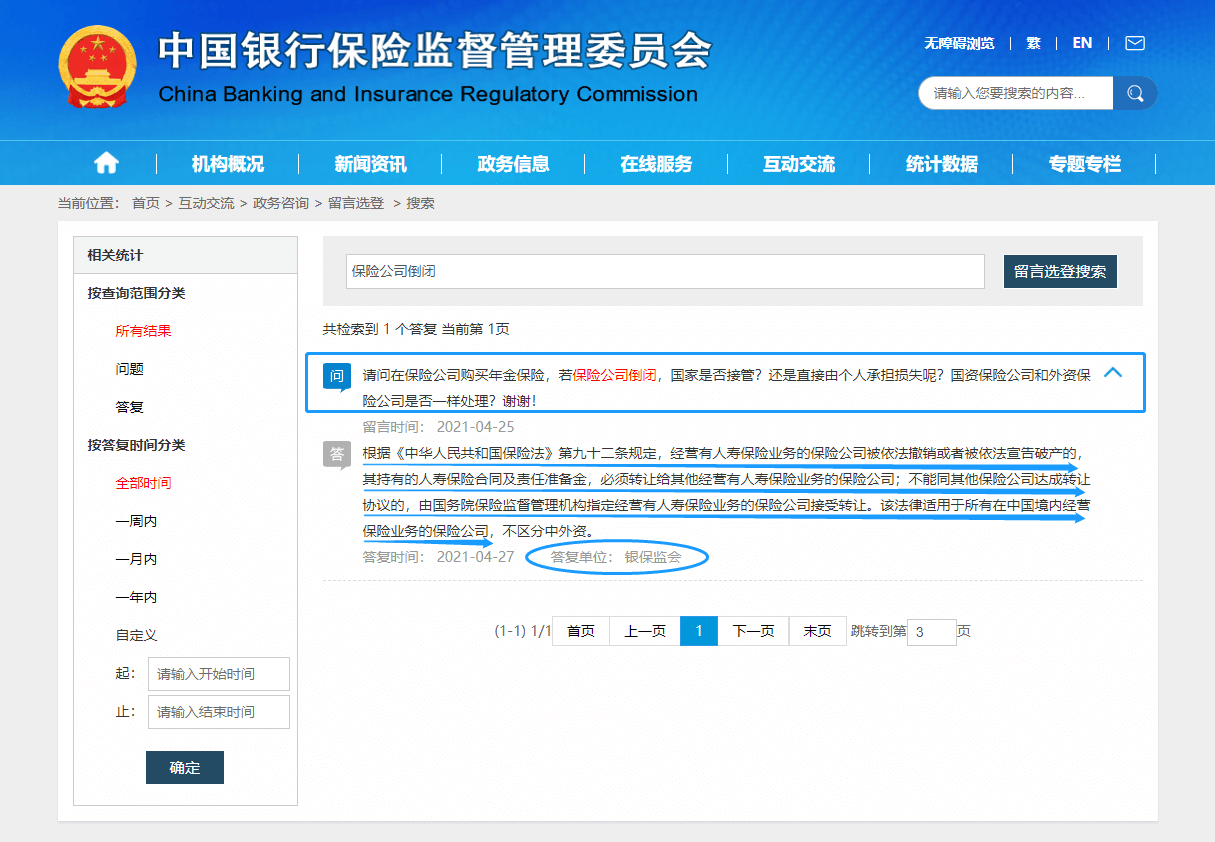 中国银行保险监督管理委员会
China Banking and Insurance Regulatory Commission
无障碍浏览 | 繁 | EN |
请输入您要搜索的内容...
机构概况 | 新闻资讯 | 政务信息 | 在线服务 | 互动交流 | 统计数据 | 专题专栏
当前位置： 首页 > 互动交流 > 政务咨询 > 留言选登 > 搜索
相关统计
按查询范围分类
所有结果
问题
答复
按答复时间分类
全部时间
一周内
一月内
一年内
自定义
起： 请输入开始时间
止： 请输入结束时间
确定
保险公司倒闭
留言选登搜索
共检索到 1 个答复 当前第 1页
问
请问在保险公司购买年金保险，若保险公司倒闭，国家是否接管？还是直接由个人承担损失呢？国资保险公司和外资保
险公司是否一样处理？谢谢！
留言时间： 2021-04-25
答
根据《中华人民共和国保险法》第九十二条规定，经营有人寿保险业务的保险公司被依法撤销或者被依法宣告破产的，
其持有的人寿保险合同及责任准备金，必须转让给其他经营有人寿保险业务的保险公司；不能同其他保险公司达成转让
协议的，由国务院保险监督管理机构指定经营有人寿保险业务的保险公司接受转让。该法律适用于所有在中国境内经营
保险业务的保险公司，不区分中外资。
答复时间： 2021-04-27 答复单位： 银保监会
(1-1) 1/1 首页 上一页 1 下一页 末页 跳转到第 3 页